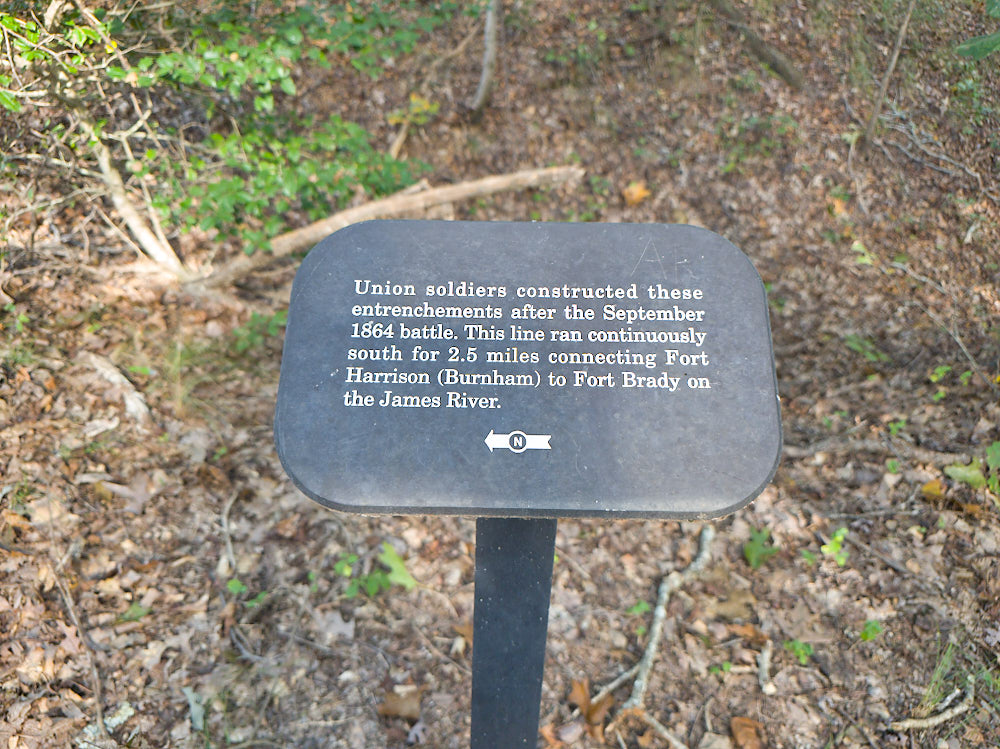 Union soldiers constructed these
entrenchements after the September
1864 battle. This line ran continuously
south for 2.5 miles connecting Fort
Harrison (Burnham) to Fort Brady on
the James River.
N